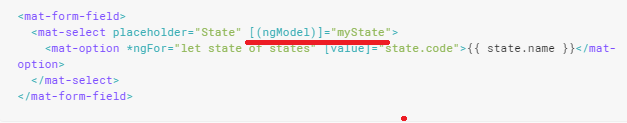 <mat-form-field>
<mat-select placeholder="State" [(ngModel)]="myState">
<mat-option *ngFor="let state of states" [value]="state.code">{{ state.name }}</mat-
option>
</mat-select>
</mat-form-field>